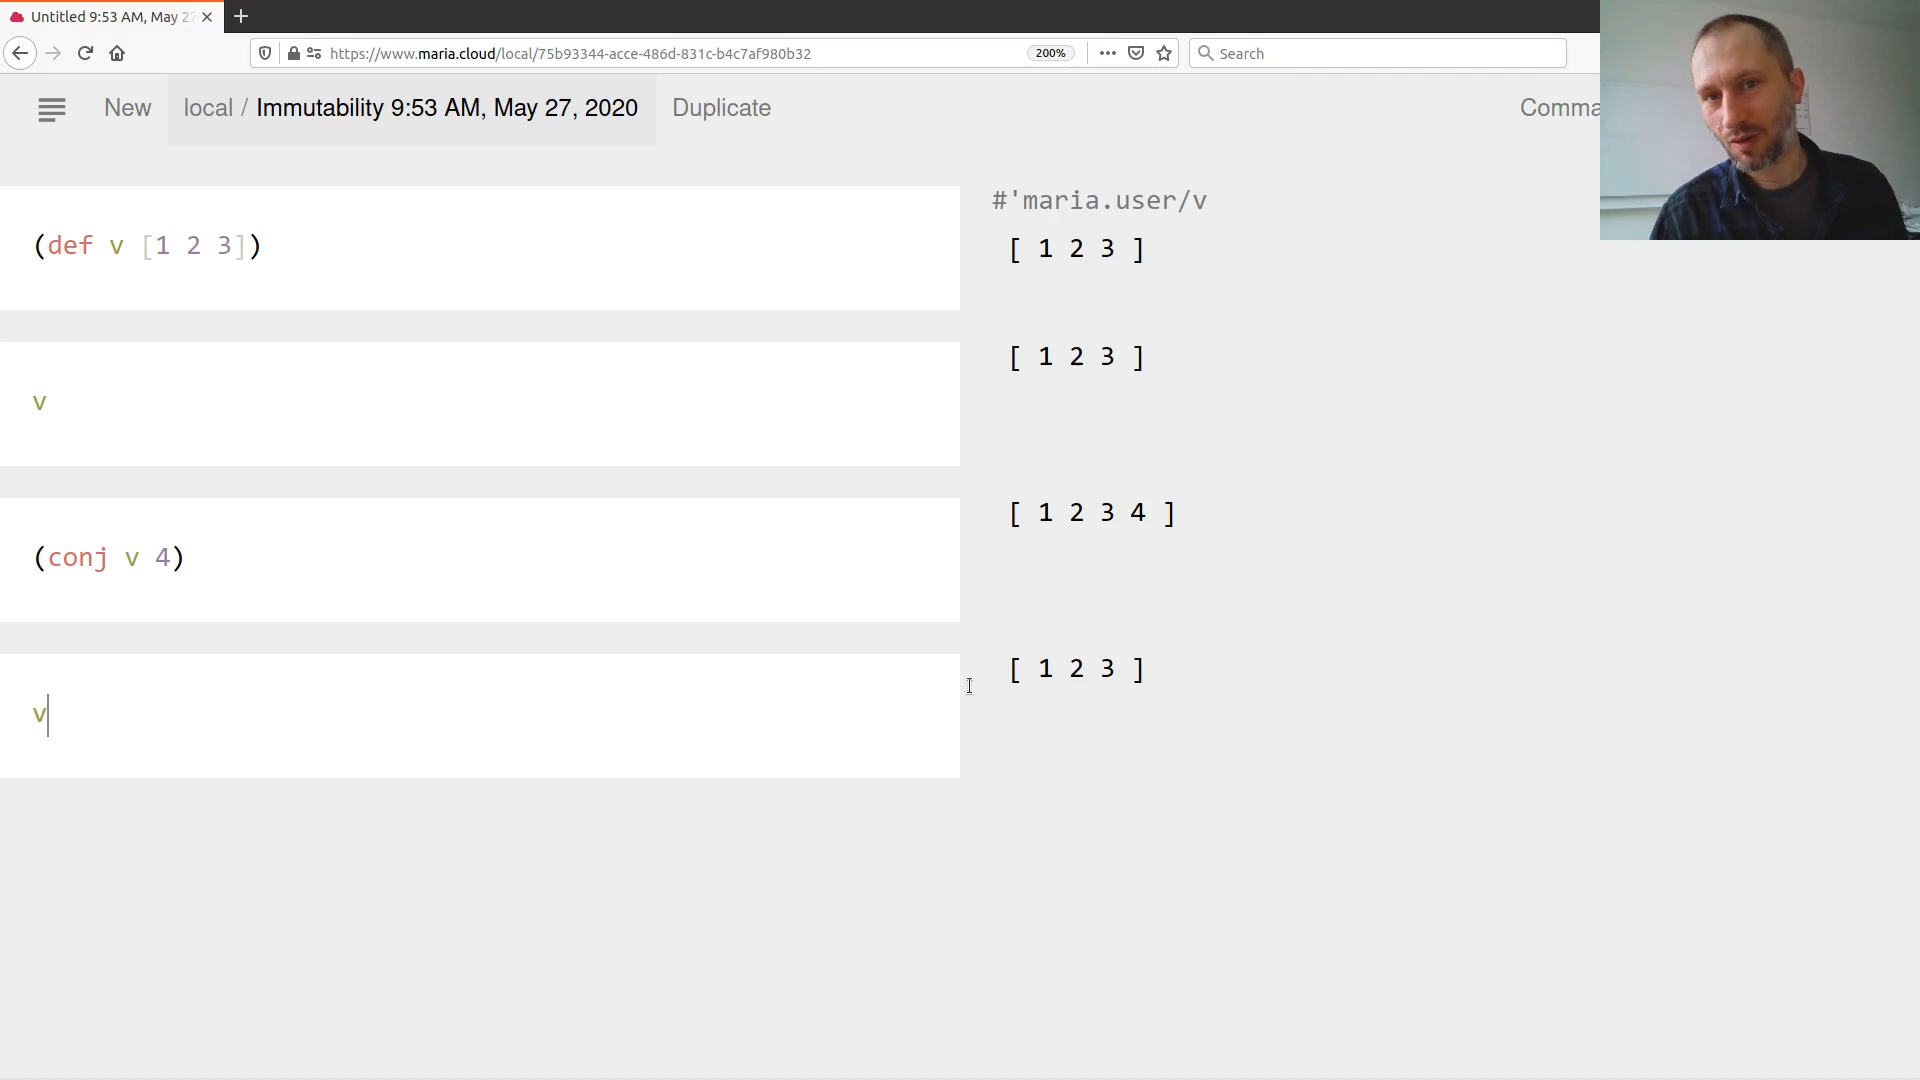 Untitled 9:53 AM, May 27
https://www.maria.cloud/local/75b93344-acce-486d-831c-b4c7af980b32
200%
Search
New
local / Immutability 9:53 AM, May 27, 2020
Duplicate
Comma
(def v [1 2 3])
#'maria.user/v
[ 1 2 3 ]
v
[ 1 2 3 ]
(conj v 4)
[ 1 2 3 4 ]
v
[ 1 2 3 ]